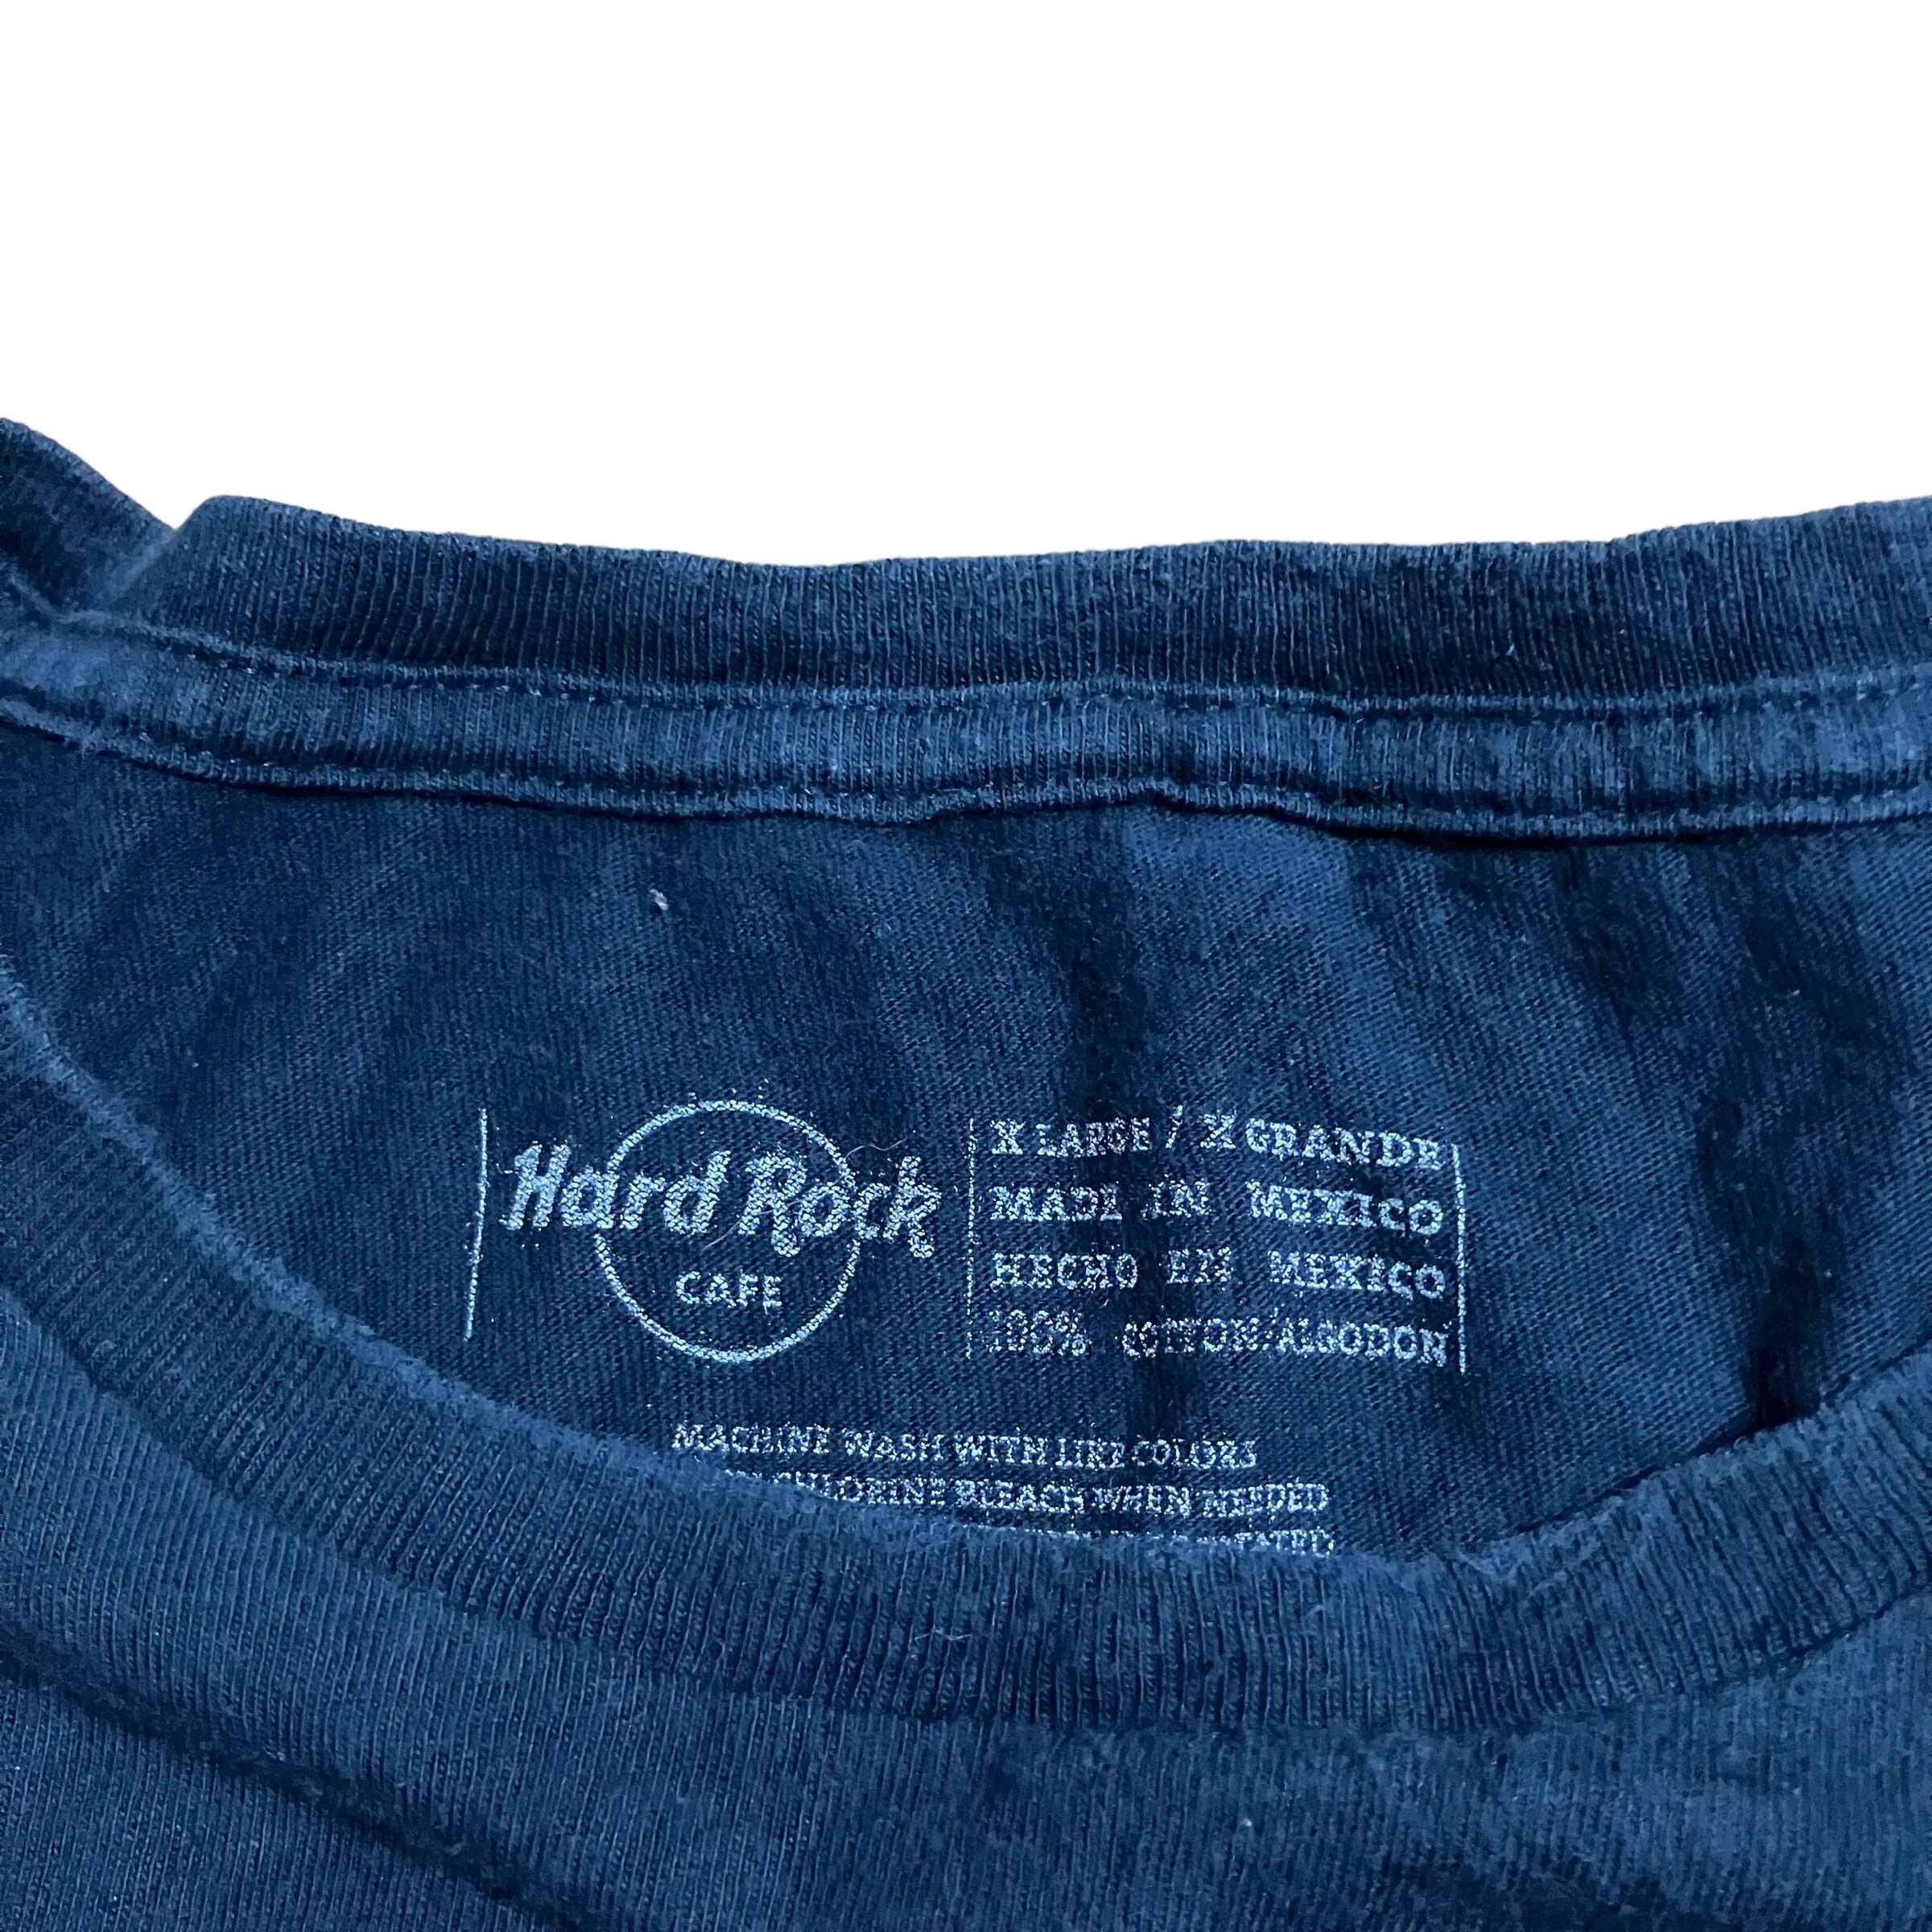 Hard Rock
CAFE
X LARGE / X GRANDE
MADE IN MEXICO
HECHO EN MEXICO
100% COTTON/ALGODON
MACHINE WASH WITH LIKE COLORS
CHLORINE BLEACH WHEN NEEDED